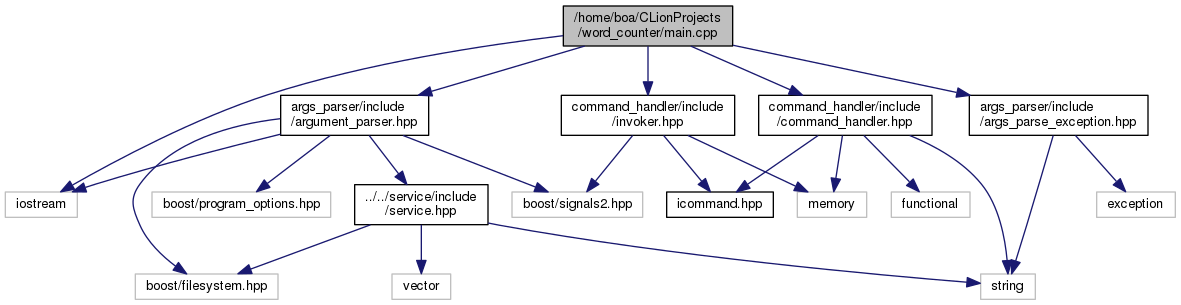 /home/boa/CLionProjects
/word_counter/main.cpp
args_parser/include
/argument_parser.hpp
command_handler/include
/invoker.hpp
command_handler/include
/command_handler.hpp
args_parser/include
/args_parse_exception.hpp
iostream
boost/program_options.hpp
../../service/include
/service.hpp
boost/signals2.hpp
icommand.hpp
memory
functional
exception
boost/filesystem.hpp
vector
string